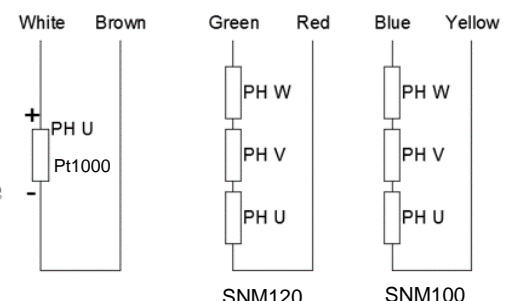 White Brown Green Red Blue Yellow
+
PH U
Pt1000
-
PH W
PH V
PH U
PH W
PH V
PH U
SNM120 SNM100